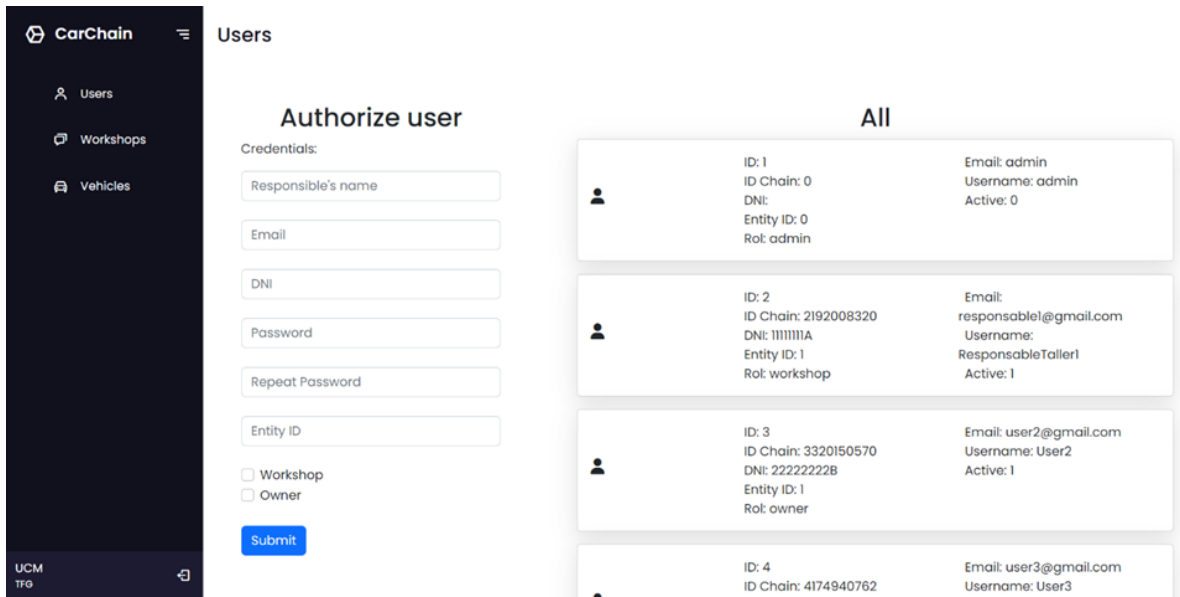 CarChain
Users
Workshops
Vehicles
UCM
TFG
Users
Authorize user
Credentials:
Responsible's name
Email
DNI
Password
Repeat Password
Entity ID
Workshop
Owner
Submit
All
ID: 1
ID Chain: 0
DNI:
Entity ID: 0
Rol: admin
Email: admin
Username: admin
Active: 0
ID: 2
ID Chain: 2192008320
DNI: 11111111A
Entity ID: 1
Rol: workshop
Email:
responsable1@gmail.com
Username:
ResponsableTaller1
Active: 1
ID: 3
ID Chain: 3320150570
DNI: 22222222B
Entity ID: 1
Rol: owner
Email: user2@gmail.com
Username: User2
Active: 1
ID: 4
ID Chain: 4174940762
Email: user3@gmail.com
Username: User3